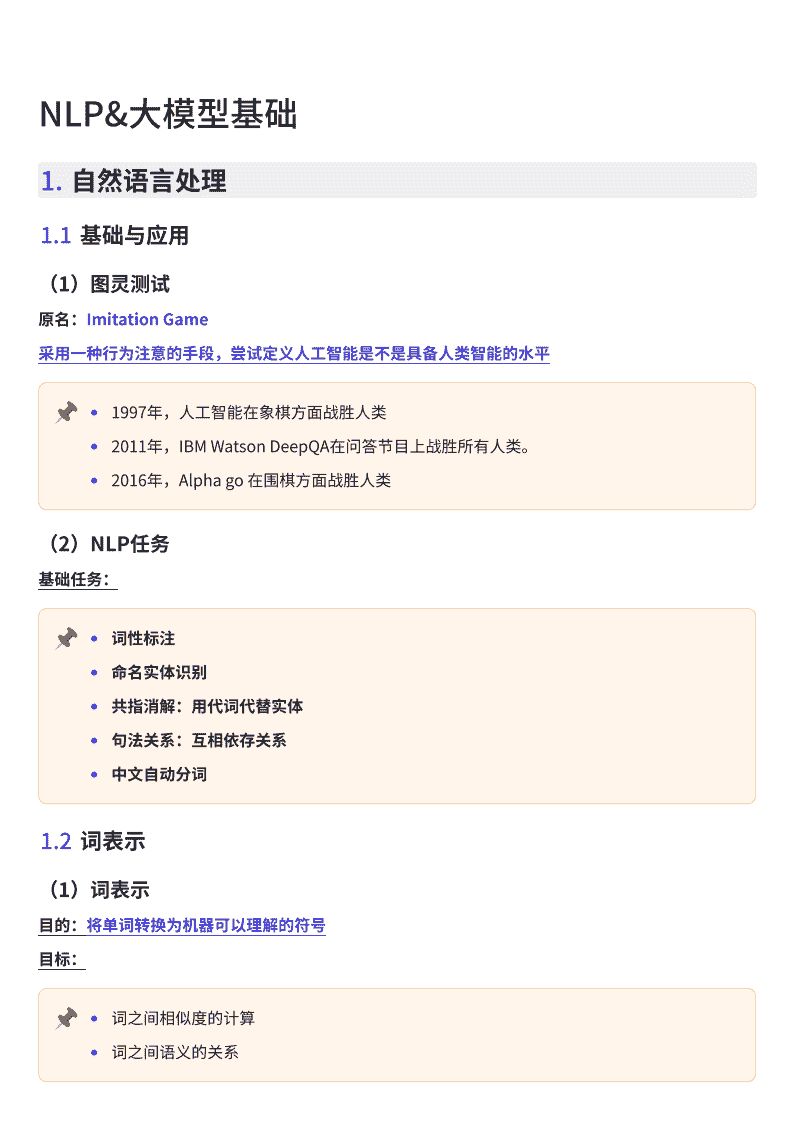 NLP&大模型基础
1. 自然语言处理
1.1 基础与应用
（1）图灵测试
原名：Imitation Game
采用一种行为注意的手段，尝试定义人工智能是不是具备人类智能的水平
1997年，人工智能在象棋方面战胜人类
2011年，IBM Watson DeepQA在问答节目上战胜所有人类。
2016年，Alpha go 在围棋方面战胜人类
（2）NLP任务
基础任务：
词性标注
命名实体识别
共指消解：用代词代替实体
句法关系：互相依存关系
中文自动分词
1.2 词表示
（1）词表示
目的：将单词转换为机器可以理解的符号
目标：
词之间相似度的计算
词之间语义的关系